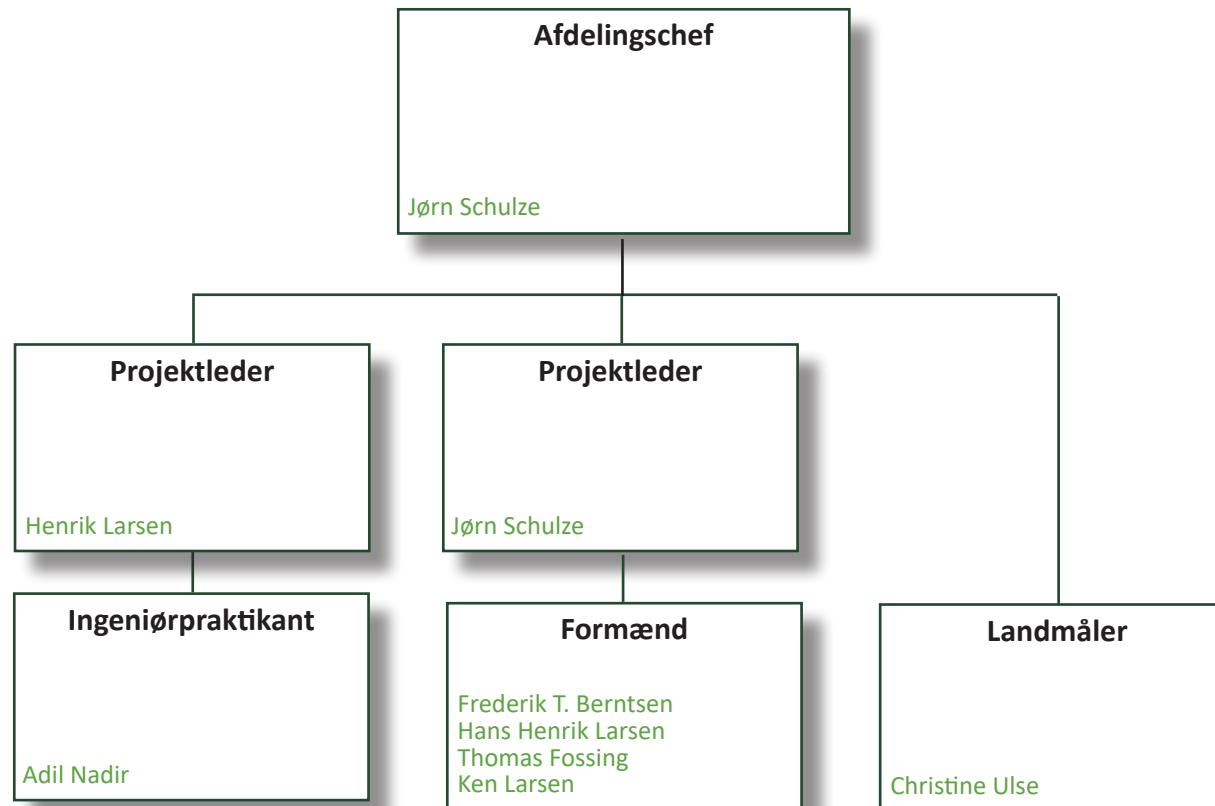 Afdelingschef
Jørn Schulze
Projektleder
Henrik Larsen
Projektleder
Jørn Schulze
Ingeniørpraktikant
Adil Nadir
Formænd
Frederik T. Berntsen
Hans Henrik Larsen
Thomas Fossing
Ken Larsen
Landmåler
Christine Ulse